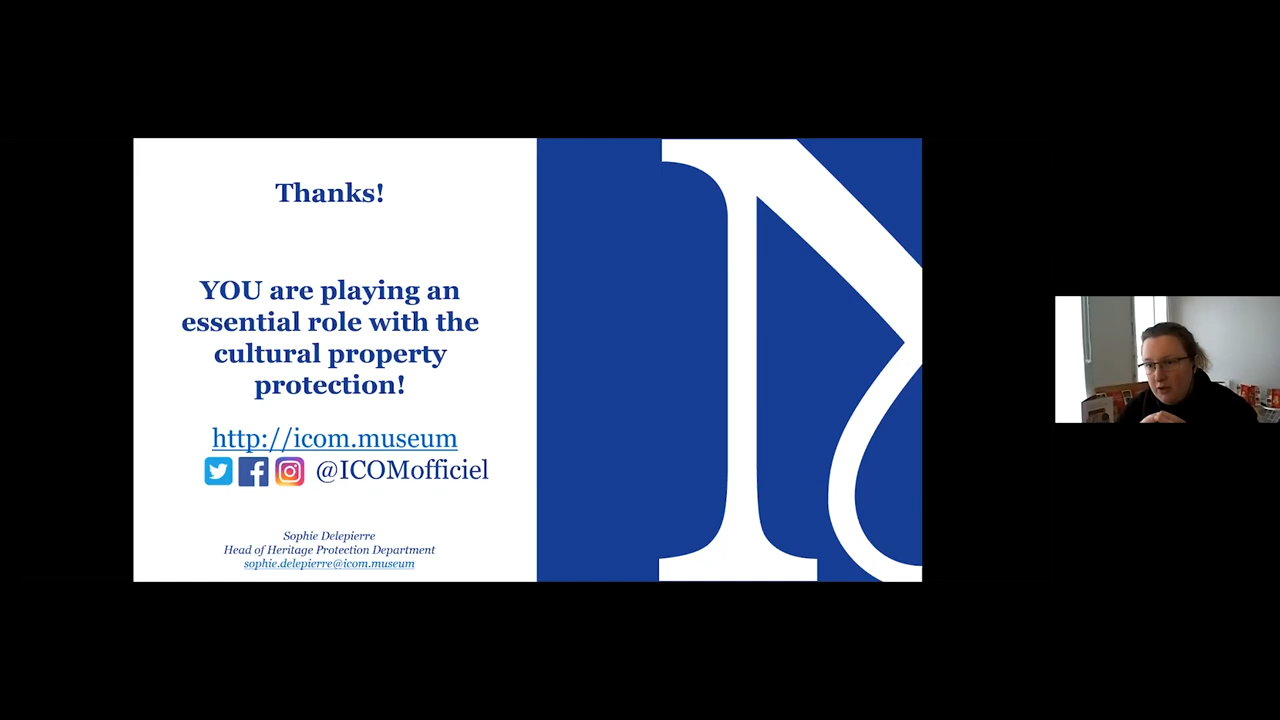 Thanks!
YOU are playing an
essential role with the
cultural property
protection!
http://icom.museum
@ICOMofficiel
Sophie Delepierre
Head of Heritage Protection Department
sophie.delepierre@icom.museum